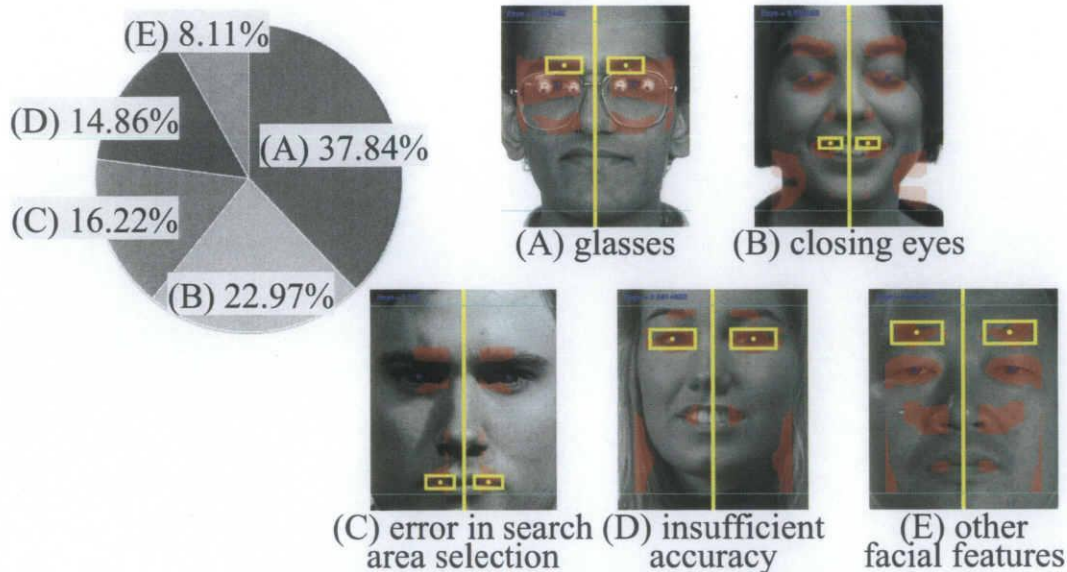 (E) 8.11%
(D) 14.86%
(A) 37.84%
(C) 16.22%
(B) 22.97%
(A) glasses
(B) closing eyes
(C) error in search
area selection
(D) insufficient
accuracy
(E) other
facial features